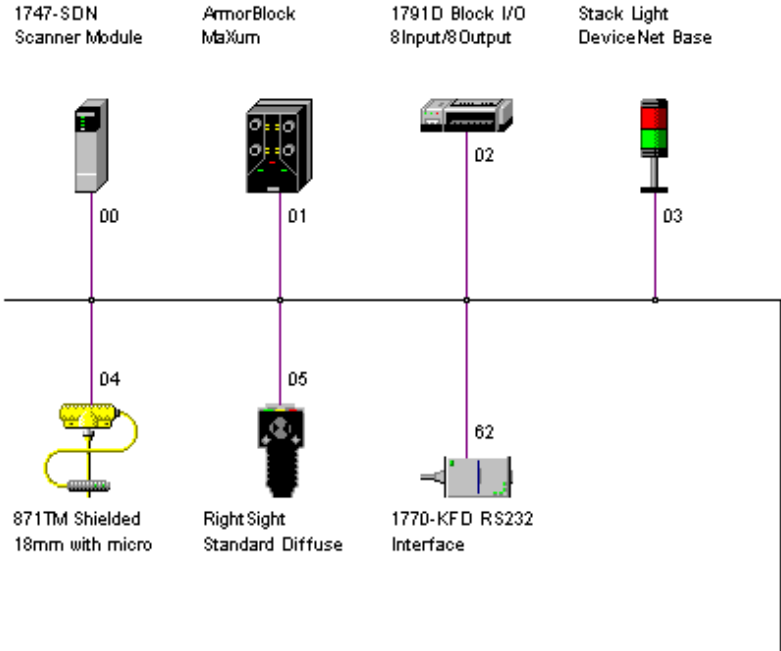 1747-SDN
Scanner Module
ArmorBlock
MaXum
1791D Block I/O
8Input/8Output
Stack Light
DeviceNet Base
00
01
02
03
04
05
62
871TM Shielded
18mm with micro
RightSight
Standard Diffuse
1770-KFD RS232
Interface